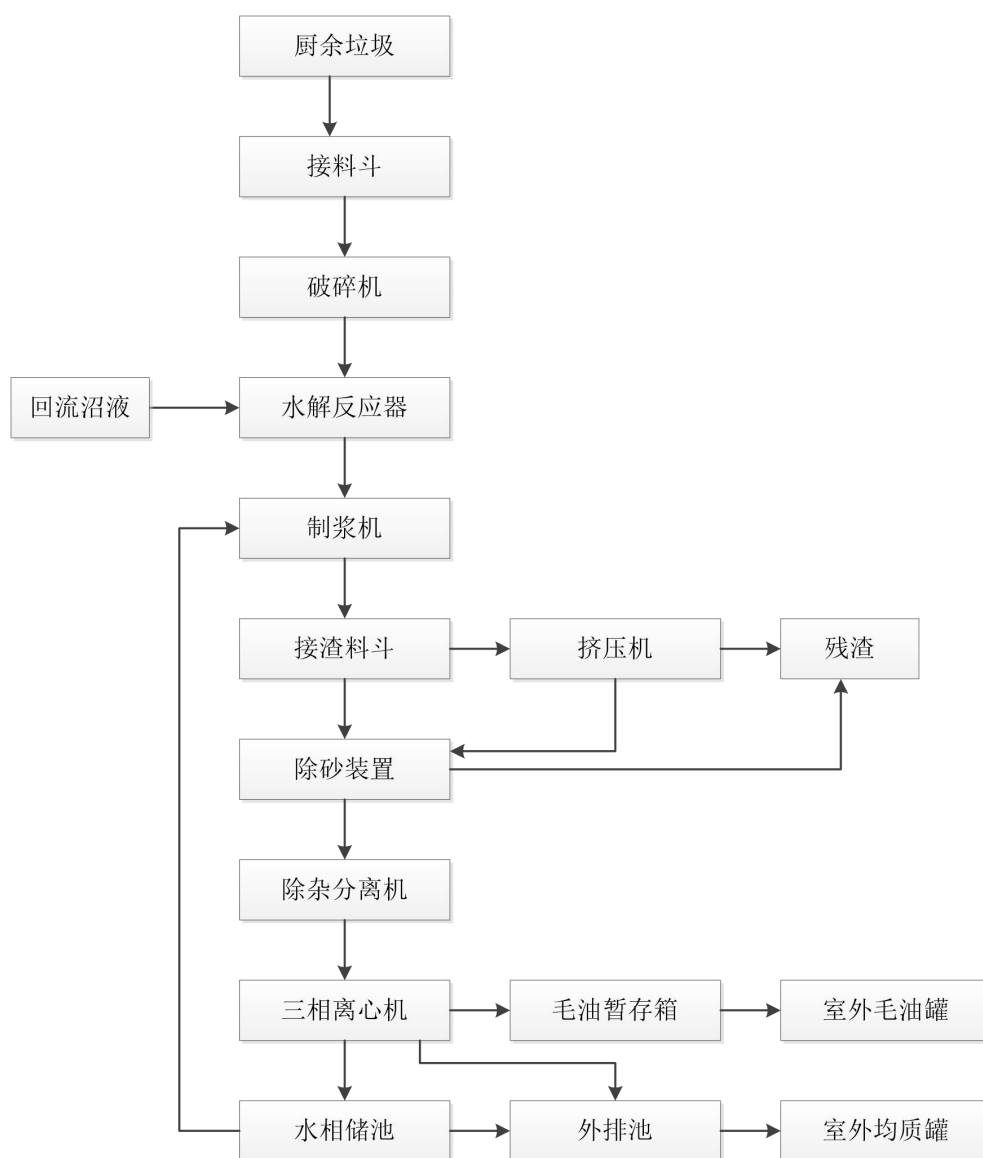 厨余垃圾
接料斗
破碎机
回流沼液
水解反应器
制浆机
接渣料斗
挤压机
残渣
除砂装置
除杂分离机
三相离心机
毛油暂存箱
室外毛油罐
水相储池
外排池
室外均质罐